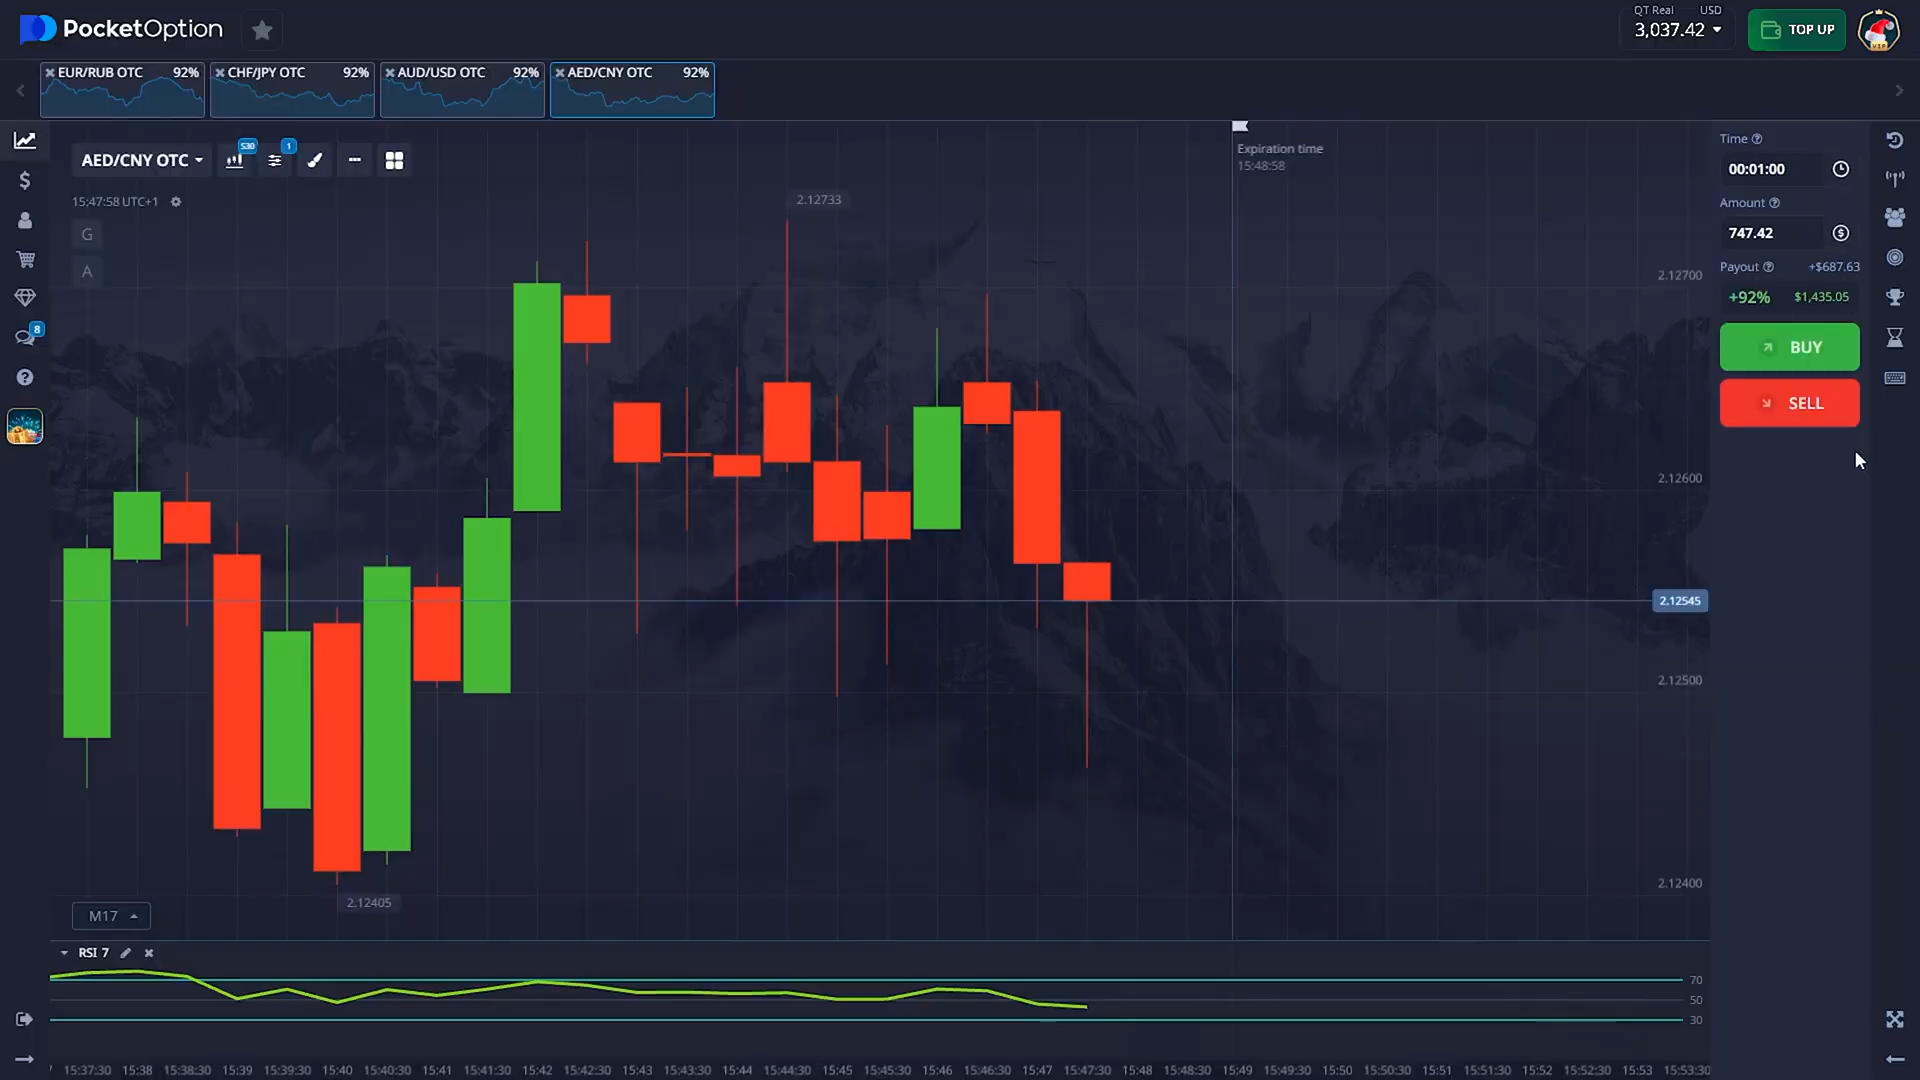 PocketOption
QT Real USD
3,037.42
TOP UP
VIP
EUR/RUB OTC 92%
CHF/JPY OTC 92%
AUD/USD OTC 92%
AED/CNY OTC 92%
AED/CNY OTC
S30
1
15:47:58 UTC+1
G
A
8
Expiration time
15:48:58
2.12733
2.12700
2.12600
2.12545
2.12500
2.12400
2.12405
M17
Time
00:01:00
Amount
747.42
Payout +$687.63
+92% $1,435.05
BUY
SELL
RSI 7
70
50
30
15:37:30 15:38 15:38:30 15:39 15:39:30 15:40 15:40:30 15:41 15:41:30 15:42 15:42:30 15:43 15:43:30 15:44 15:44:30 15:45 15:45:30 15:46 15:46:30 15:47 15:47:30 15:48 15:48:30 15:49 15:49:30 15:50 15:50:30 15:51 15:51:30 15:52 15:52:30 15:53 15:53:30